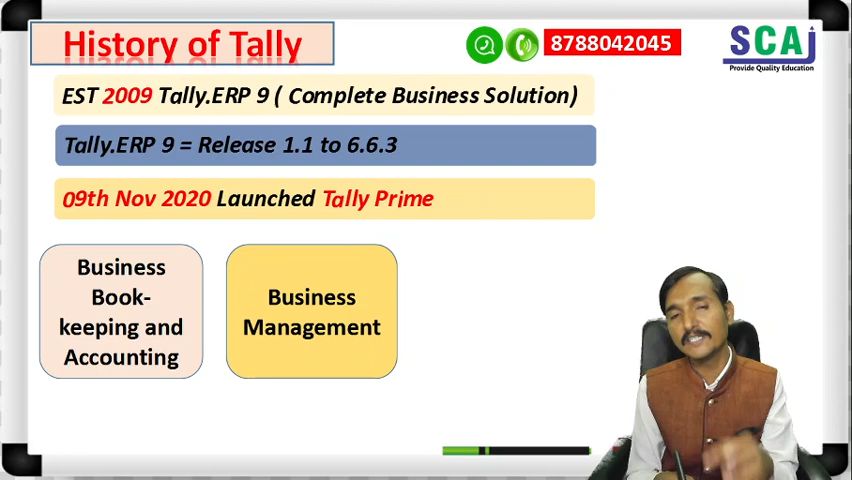 History of Tally
8788042045
SCAJ
Provide Quality Education
EST 2009 Tally.ERP 9 ( Complete Business Solution)
Tally.ERP 9 = Release 1.1 to 6.6.3
09th Nov 2020 Launched Tally Prime
Business
Book-
keeping and
Accounting
Business
Management